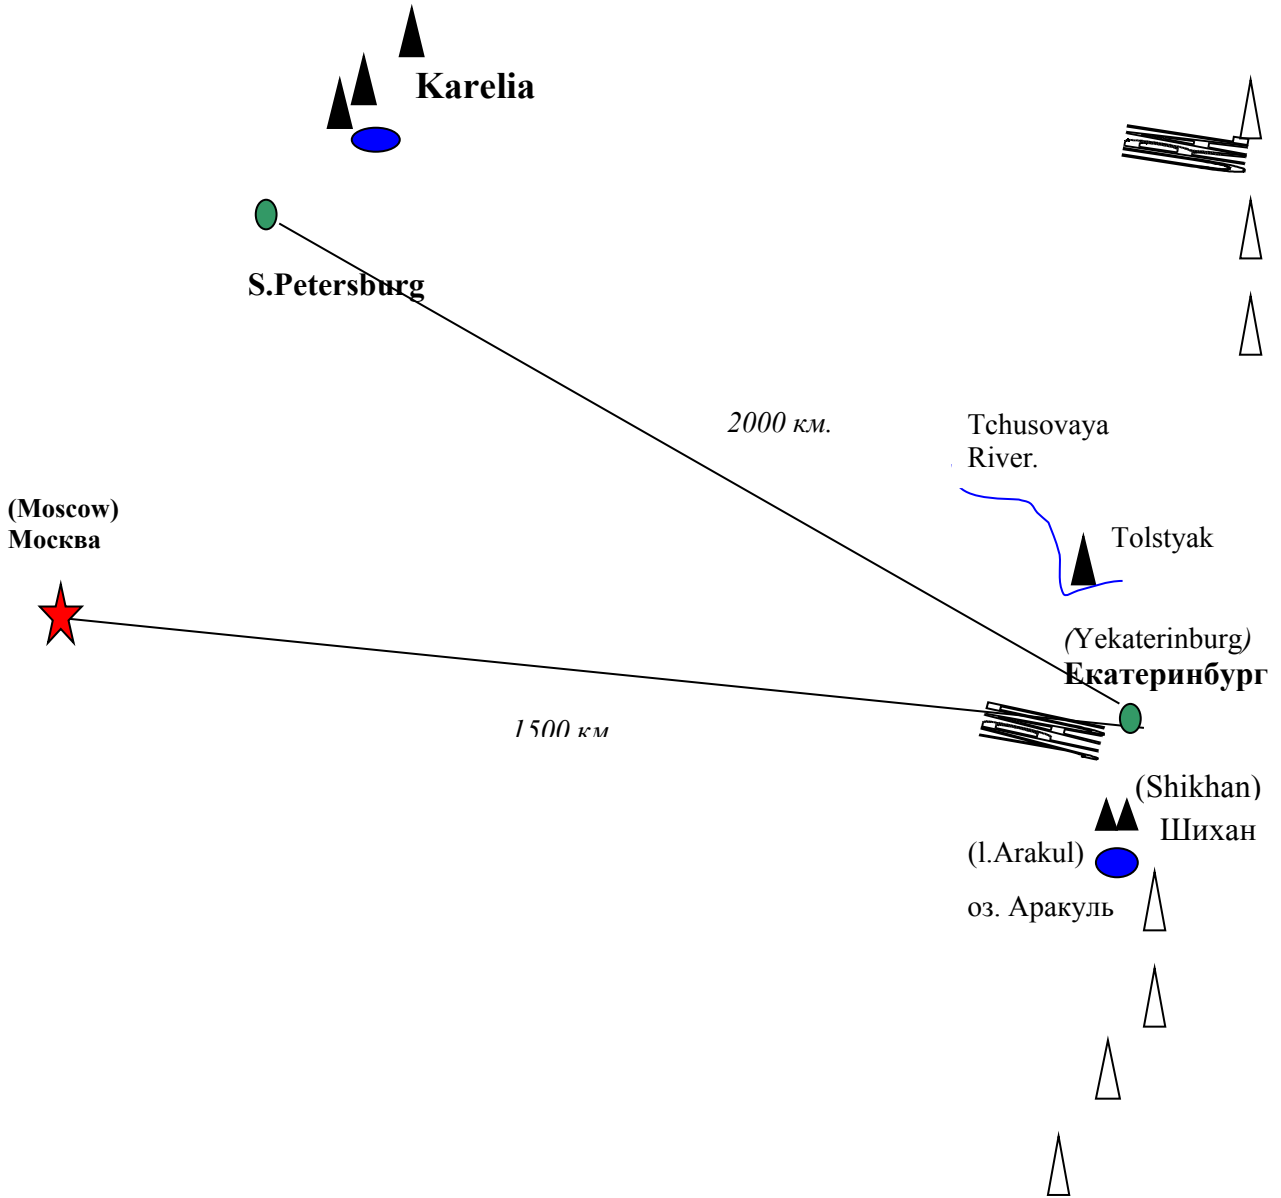 Karelia
S.Petersburg
2000 км.
Tchusovaya
River.
(Moscow)
Москва
Tolstyak
(Yekaterinburg)
Екатеринбург
1500 км
(Shikhan)
Шихан
(l.Arakul)
оз. Аракуль